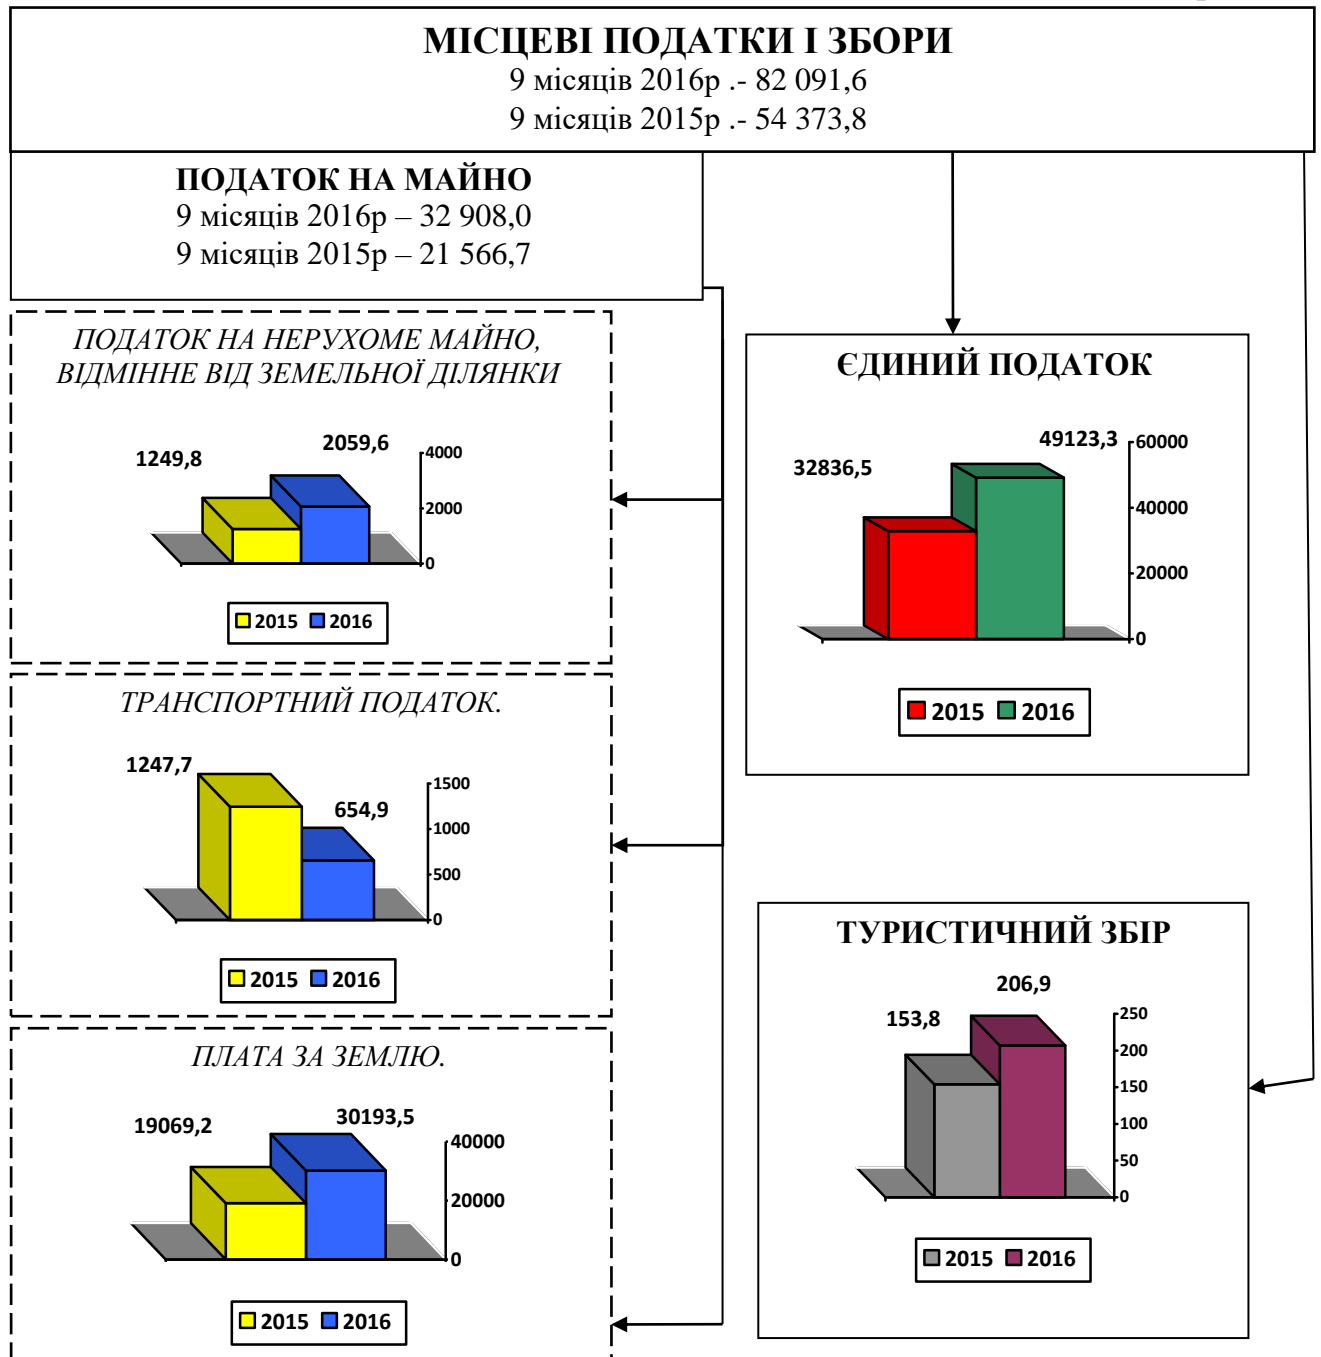 МІСЦЕВІ ПОДАТКИ І ЗБОРИ
9 місяців 2016р .- 82 091,6
9 місяців 2015р .- 54 373,8
ПОДАТОК НА МАЙНО
9 місяців 2016р – 32 908,0
9 місяців 2015р – 21 566,7
ПОДАТОК НА НЕРУХОМЕ МАЙНО,
ВІДМІННЕ ВІД ЗЕМЕЛЬНОЇ ДІЛЯНКИ
1249,8
2059,6
4000
2000
0
2015 2016
ТРАНСПОРТНИЙ ПОДАТОК.
1247,7
654,9
1500
1000
500
0
2015 2016
ПЛАТА ЗА ЗЕМЛЮ.
19069,2
30193,5
40000
20000
0
2015 2016
ЄДИНИЙ ПОДАТОК
32836,5
49123,3
60000
40000
20000
0
2015 2016
ТУРИСТИЧНИЙ ЗБІР
153,8
206,9
250
200
150
100
50
0
2015 2016